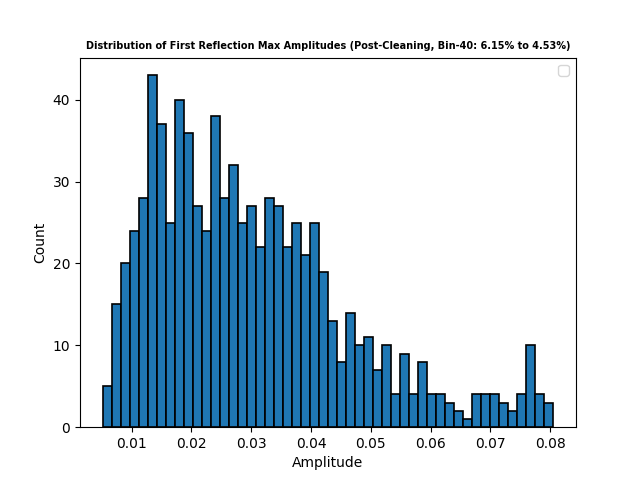 Distribution of First Reflection Max Amplitudes (Post-Cleaning, Bin-40: 6.15% to 4.53%)
40
30
20
10
0
Count
0.01 0.02 0.03 0.04 0.05 0.06 0.07 0.08
Amplitude